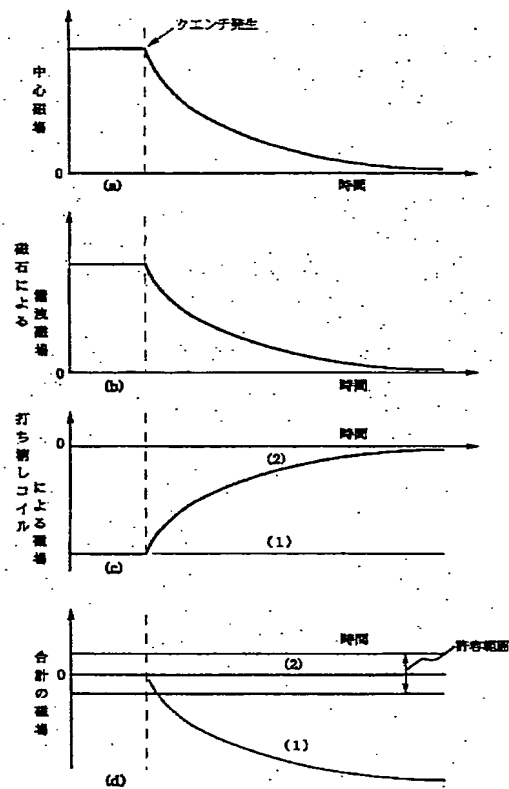 クエンチ発生
中心磁場
0
(a)
時間
磁石による
漏洩磁場
0
(b)
時間
打ち消しコイル
による磁場
0
時間
(2)
(1)
(c)
合計の磁場
0
時間
(2)
許容範囲
(1)
(d)